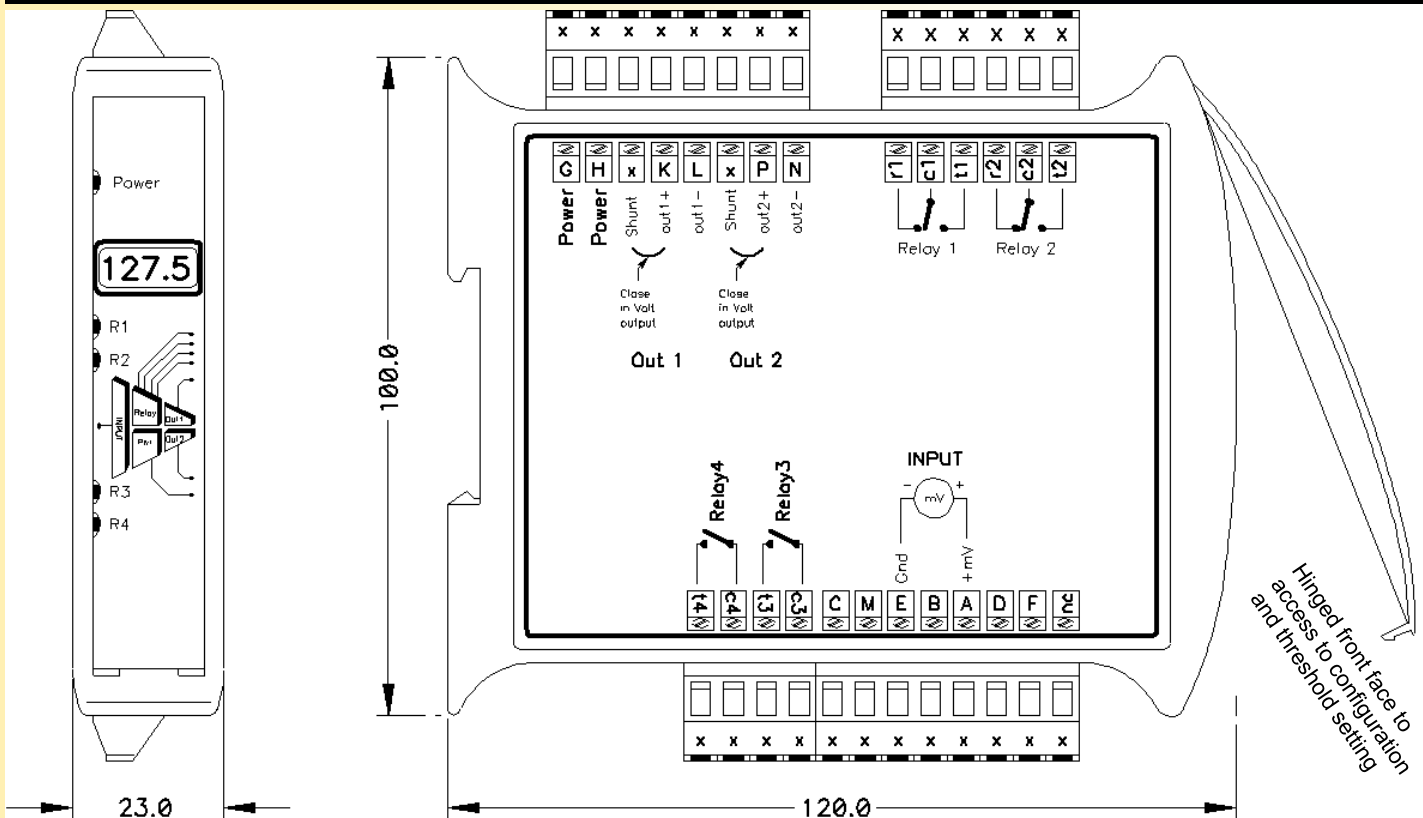 x x x x x x x x
x x x x x x
G H x K L x P N
r1 c1 t1 r2 c2 t2
Power
Power
Shunt
out1+
out1-
Shunt
out2+
out2-
Relay 1
Relay 2
Close
in Volt
output
Close
in Volt
output
Out 1
Out 2
Power
127.5
R1
R2
INPUT
Relay
Out1
Out2
R3
R4
100.0
Relay4
Relay3
INPUT
- +
mV
Gnd
+mV
t4 c4 t3 c3 C M E B A D F
x x x x x x x x x x x x
Hinged front face to
access to configuration
and threshold setting
23.0
120.0